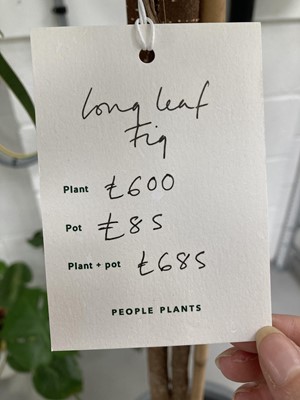 Long leaf
Fig
Plant £600
Pot £85
Plant + pot £685
PEOPLE PLANTS